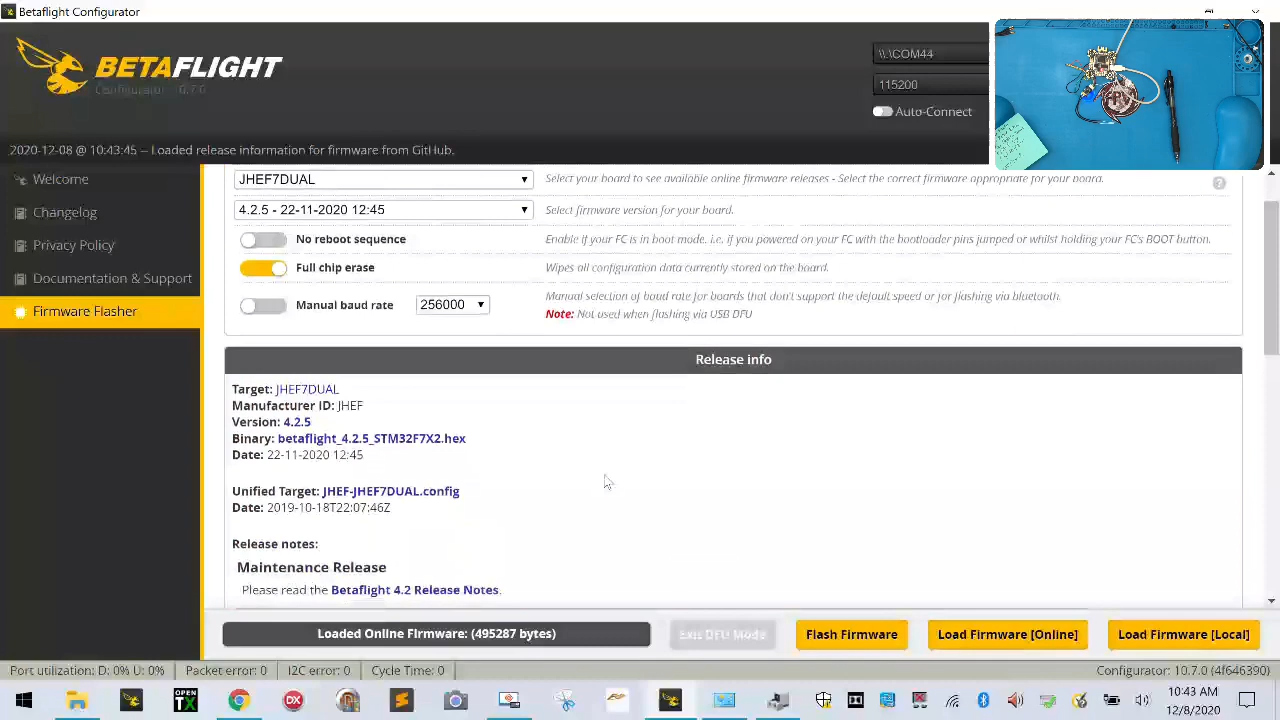 Betaflight Configurator
BETAFLIGHT
Configurator 10.7.0
\\.\COM44
115200
Auto-Connect
2020-12-08 @ 10:43:45 -- Loaded release information for firmware from GitHub.
Welcome
Changelog
Privacy Policy
Documentation & Support
Firmware Flasher
JHEF7DUAL
Select your board to see available online firmware releases - Select the correct firmware appropriate for your board.
4.2.5 - 22-11-2020 12:45
Select firmware version for your board.
No reboot sequence
Enable if your FC is in boot mode. i.e. if you powered on your FC with the bootloader pins jumped or whilst holding your FC's BOOT button.
Full chip erase
Wipes all configuration data currently stored on the board.
Manual baud rate
256000
Manual selection of baud rate for boards that don't support the default speed or for flashing via bluetooth.
Note: Not used when flashing via USB DFU
Release info
Target: JHEF7DUAL
Manufacturer ID: JHEF
Version: 4.2.5
Binary: betaflight_4.2.5_STM32F7X2.hex
Date: 22-11-2020 12:45
Unified Target: JHEF-JHEF7DUAL.config
Date: 2019-10-18T22:07:46Z
Release notes:
Maintenance Release
Please read the Betaflight 4.2 Release Notes.
Loaded Online Firmware: (495287 bytes)
Exit DFU Mode
Flash Firmware
Load Firmware [Online]
Load Firmware [Local]
Port utilization: D: 0% U: 0%
Packet error: 0
I2C error: 0
Cycle Time: 0
Configurator: 10.7.0 (4f646390)
OPEN
TX
DX
10:43 AM
12/8/2020